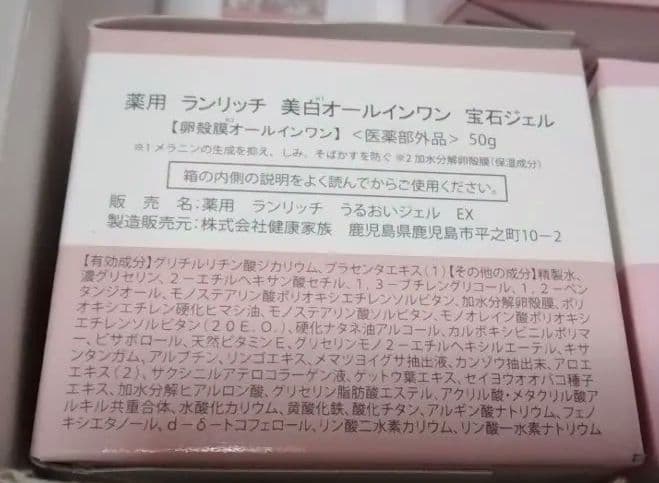 薬用 ランリッチ 美白※1オールインワン 宝石ジェル
【卵殻膜※2オールインワン】<医薬部外品> 50g
※1 メラニンの生成を抑え、しみ、そばかすを防ぐ ※2 加水分解卵殻膜(保湿成分)
箱の内側の説明をよく読んでからご使用ください。
販 売 名:薬用 ランリッチ うるおいジェル EX
製造販売元:株式会社健康家族 鹿児島県鹿児島市平之町10−2
【有効成分】グリチルリチン酸ジカリウム、プラセンタエキス(1)【その他の成分】精製水、
濃グリセリン、2−エチルヘキサン酸セチル、1,3−ブチレングリコール、1,2−ペン
タンジオール、モノステアリン酸ポリオキシエチレンソルビタン、加水分解卵殻膜、ポリ
オキシエチレン硬化ヒマシ油、モノステアリン酸ソルビタン、モノオレイン酸ポリオキ
シエチレンソルビタン(20E.O.)、硬化ナタネ油アルコール、カルボキシビニルポリマ
ー、ビサボロール、天然ビタミンE、グリセリンモノ2−エチルヘキシルエーテル、キサ
ンタンガム、アルブチン、リンゴエキス、メマツヨイグサ抽出液、カンゾウ抽出末、アロエ
エキス(2)、サクシニルアテロコラーゲン液、ゲットウ葉エキス、セイヨウオオバコ種子
エキス、加水分解ヒアルロン酸、グリセリン脂肪酸エステル、アクリル酸・メタクリル酸ア
ルキル共重合体、水酸化カリウム、黄酸化鉄、酸化チタン、アルギン酸ナトリウム、フェノ
キシエタノール、d−δ−トコフェロール、リン酸二水素カリウム、リン酸一水素ナトリウム